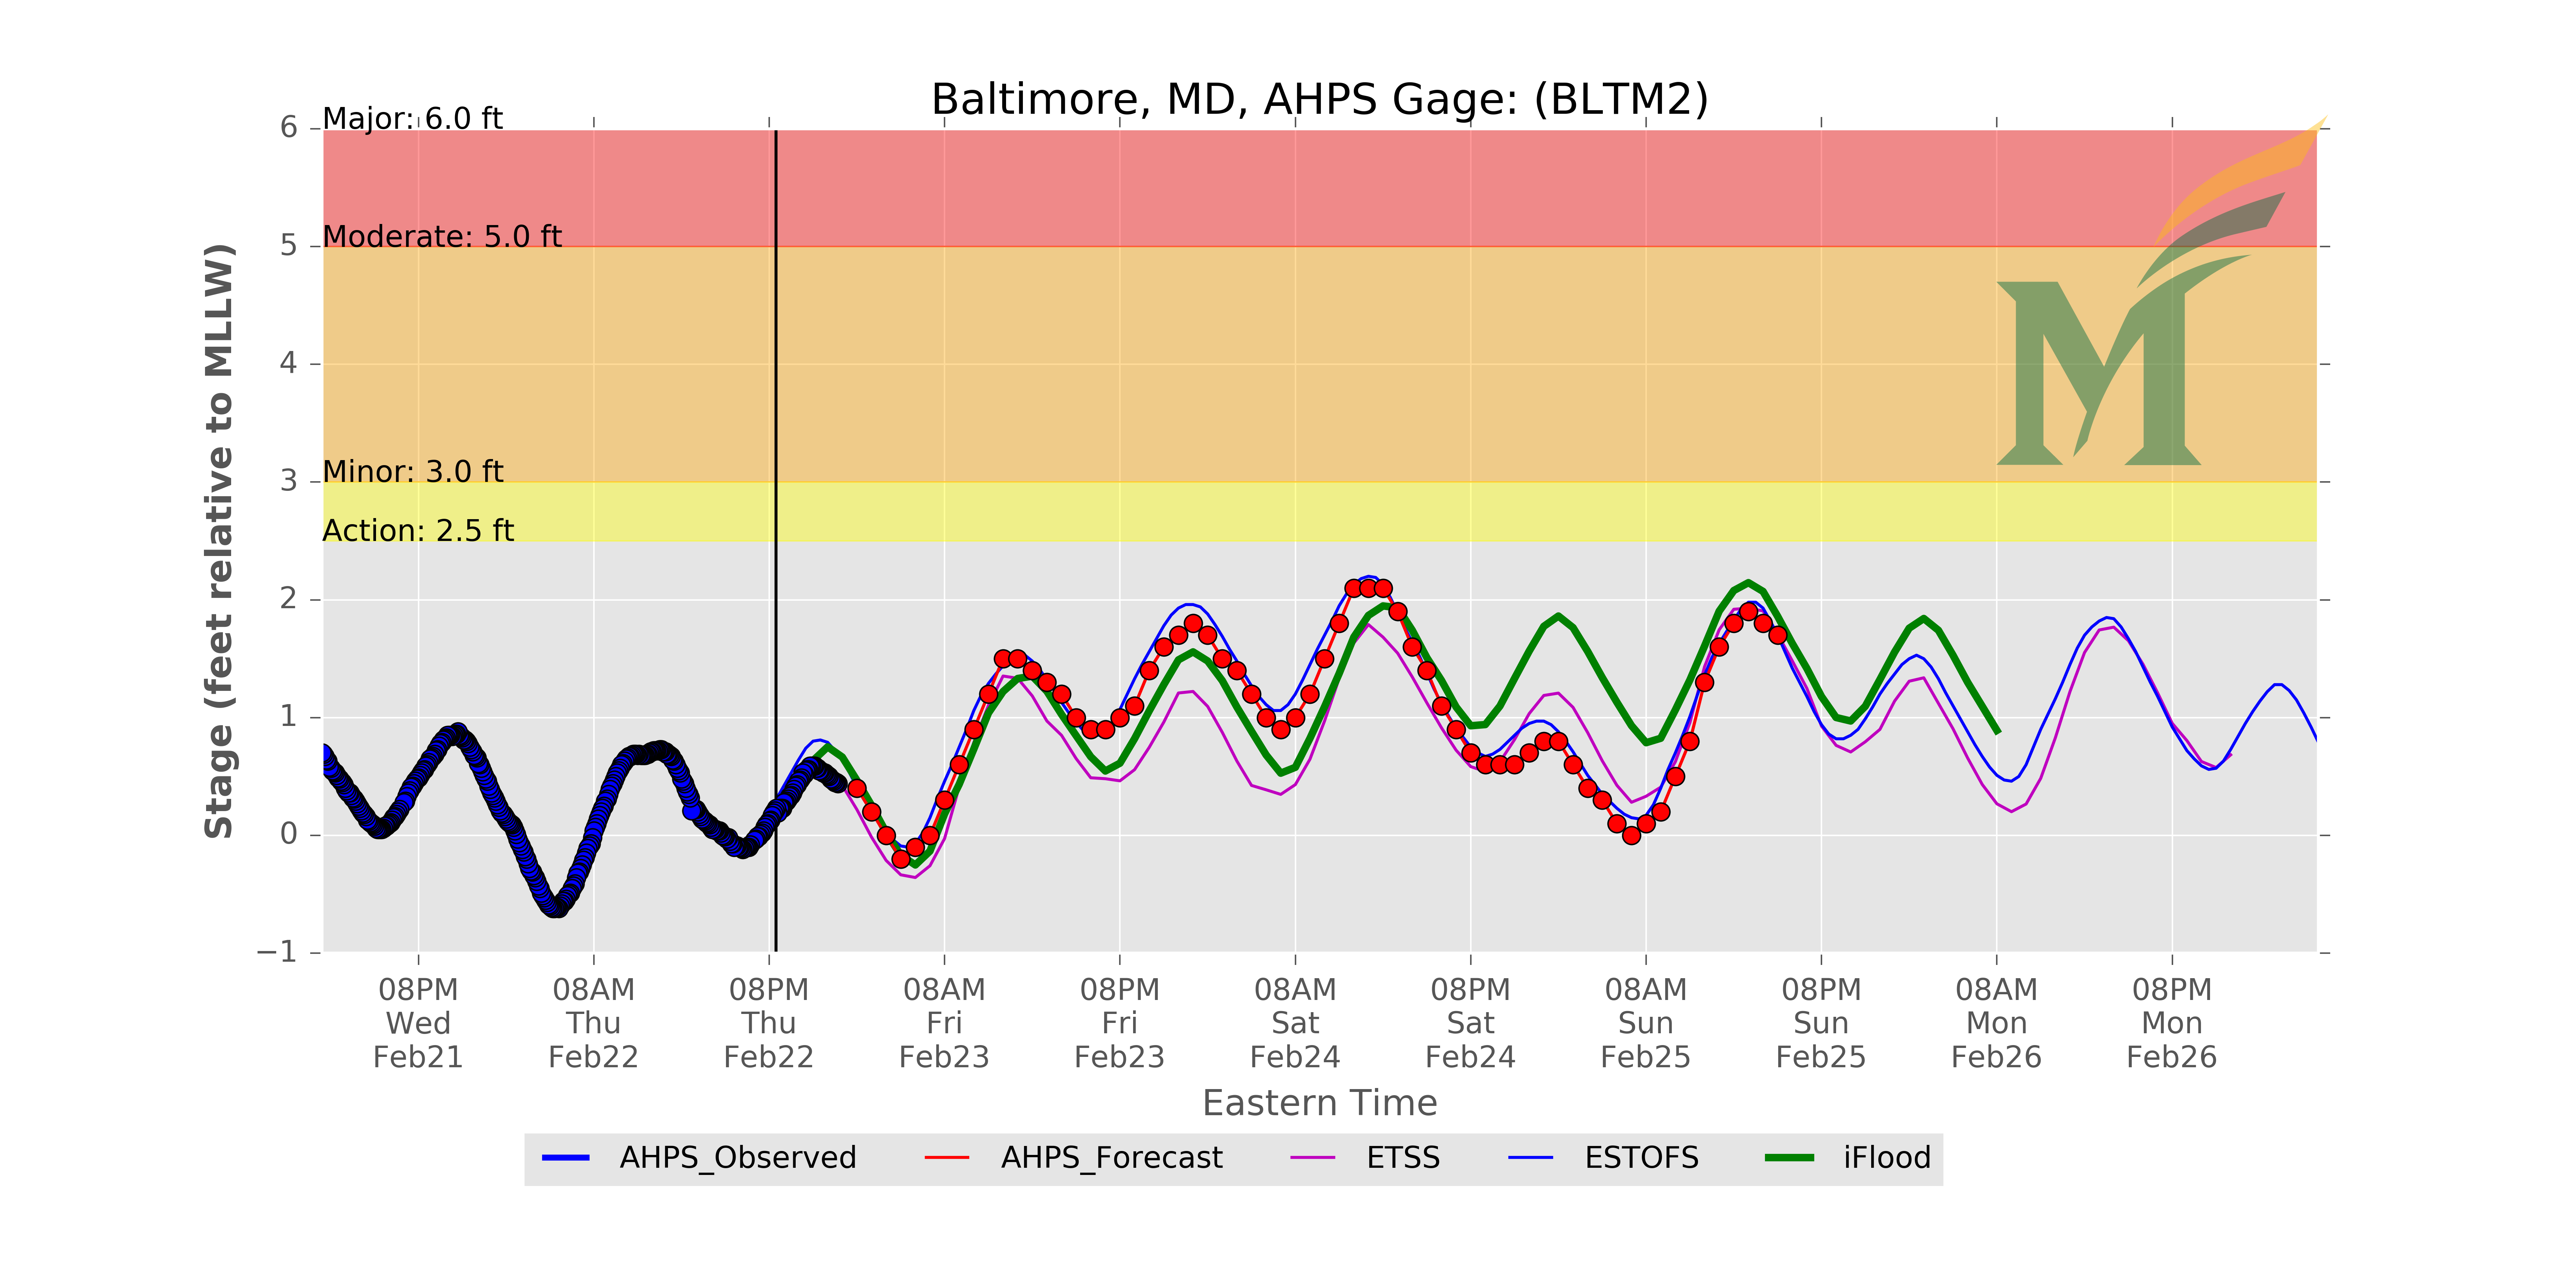 Baltimore, MD, AHPS Gage: (BLTM2)
Major: 6.0 ft
Moderate: 5.0 ft
Minor: 3.0 ft
Action: 2.5 ft
6
5
4
3
2
1
0
−1
Stage (feet relative to MLLW)
M
08PM 08AM 08PM 08AM 08PM 08AM 08PM 08AM 08PM 08AM 08PM
Wed Thu Thu Fri Fri Sat Sat Sun Sun Mon Mon
Feb21 Feb22 Feb22 Feb23 Feb23 Feb24 Feb24 Feb25 Feb25 Feb26 Feb26
Eastern Time
AHPS_Observed AHPS_Forecast ETSS ESTOFS iFlood